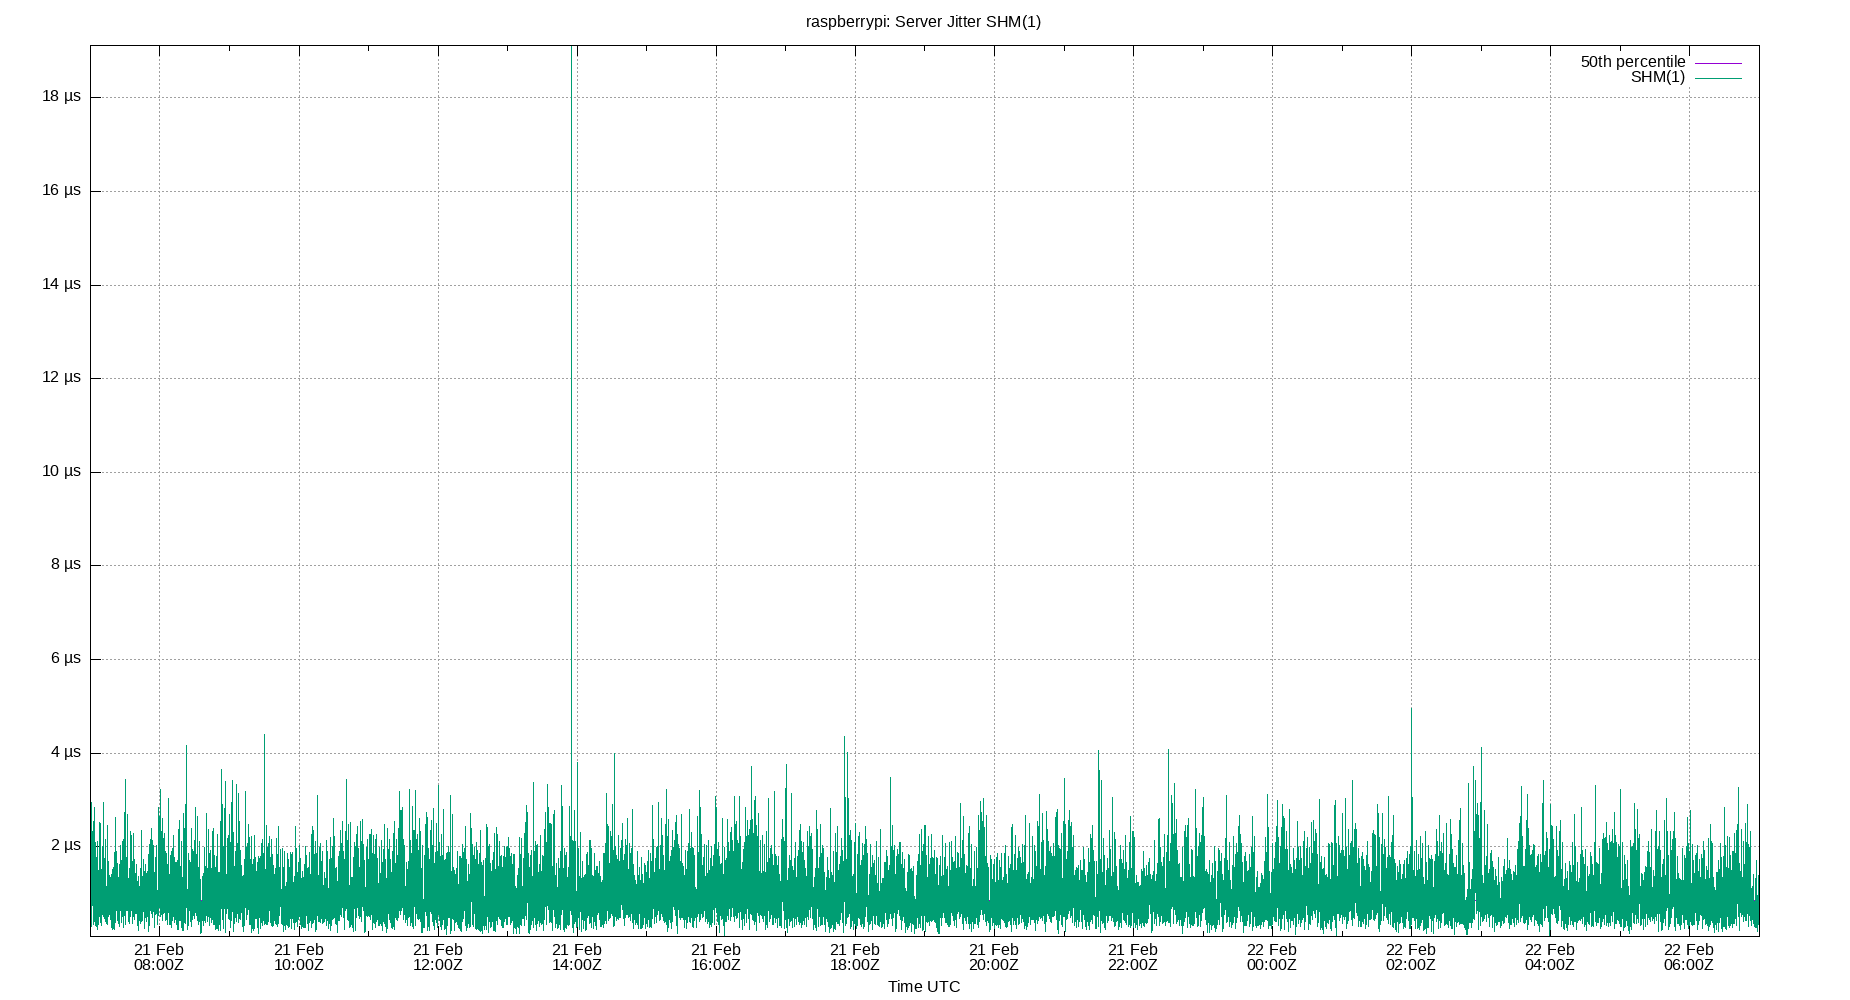 raspberrypi: Server Jitter SHM(1)
50th percentile
SHM(1)
18 µs
16 µs
14 µs
12 µs
10 µs
8 µs
6 µs
4 µs
2 µs
21 Feb 21 Feb 21 Feb 21 Feb 21 Feb 21 Feb 21 Feb 21 Feb 22 Feb 22 Feb 22 Feb 22 Feb
08:00Z 10:00Z 12:00Z 14:00Z 16:00Z 18:00Z 20:00Z 22:00Z 00:00Z 02:00Z 04:00Z 06:00Z
Time UTC